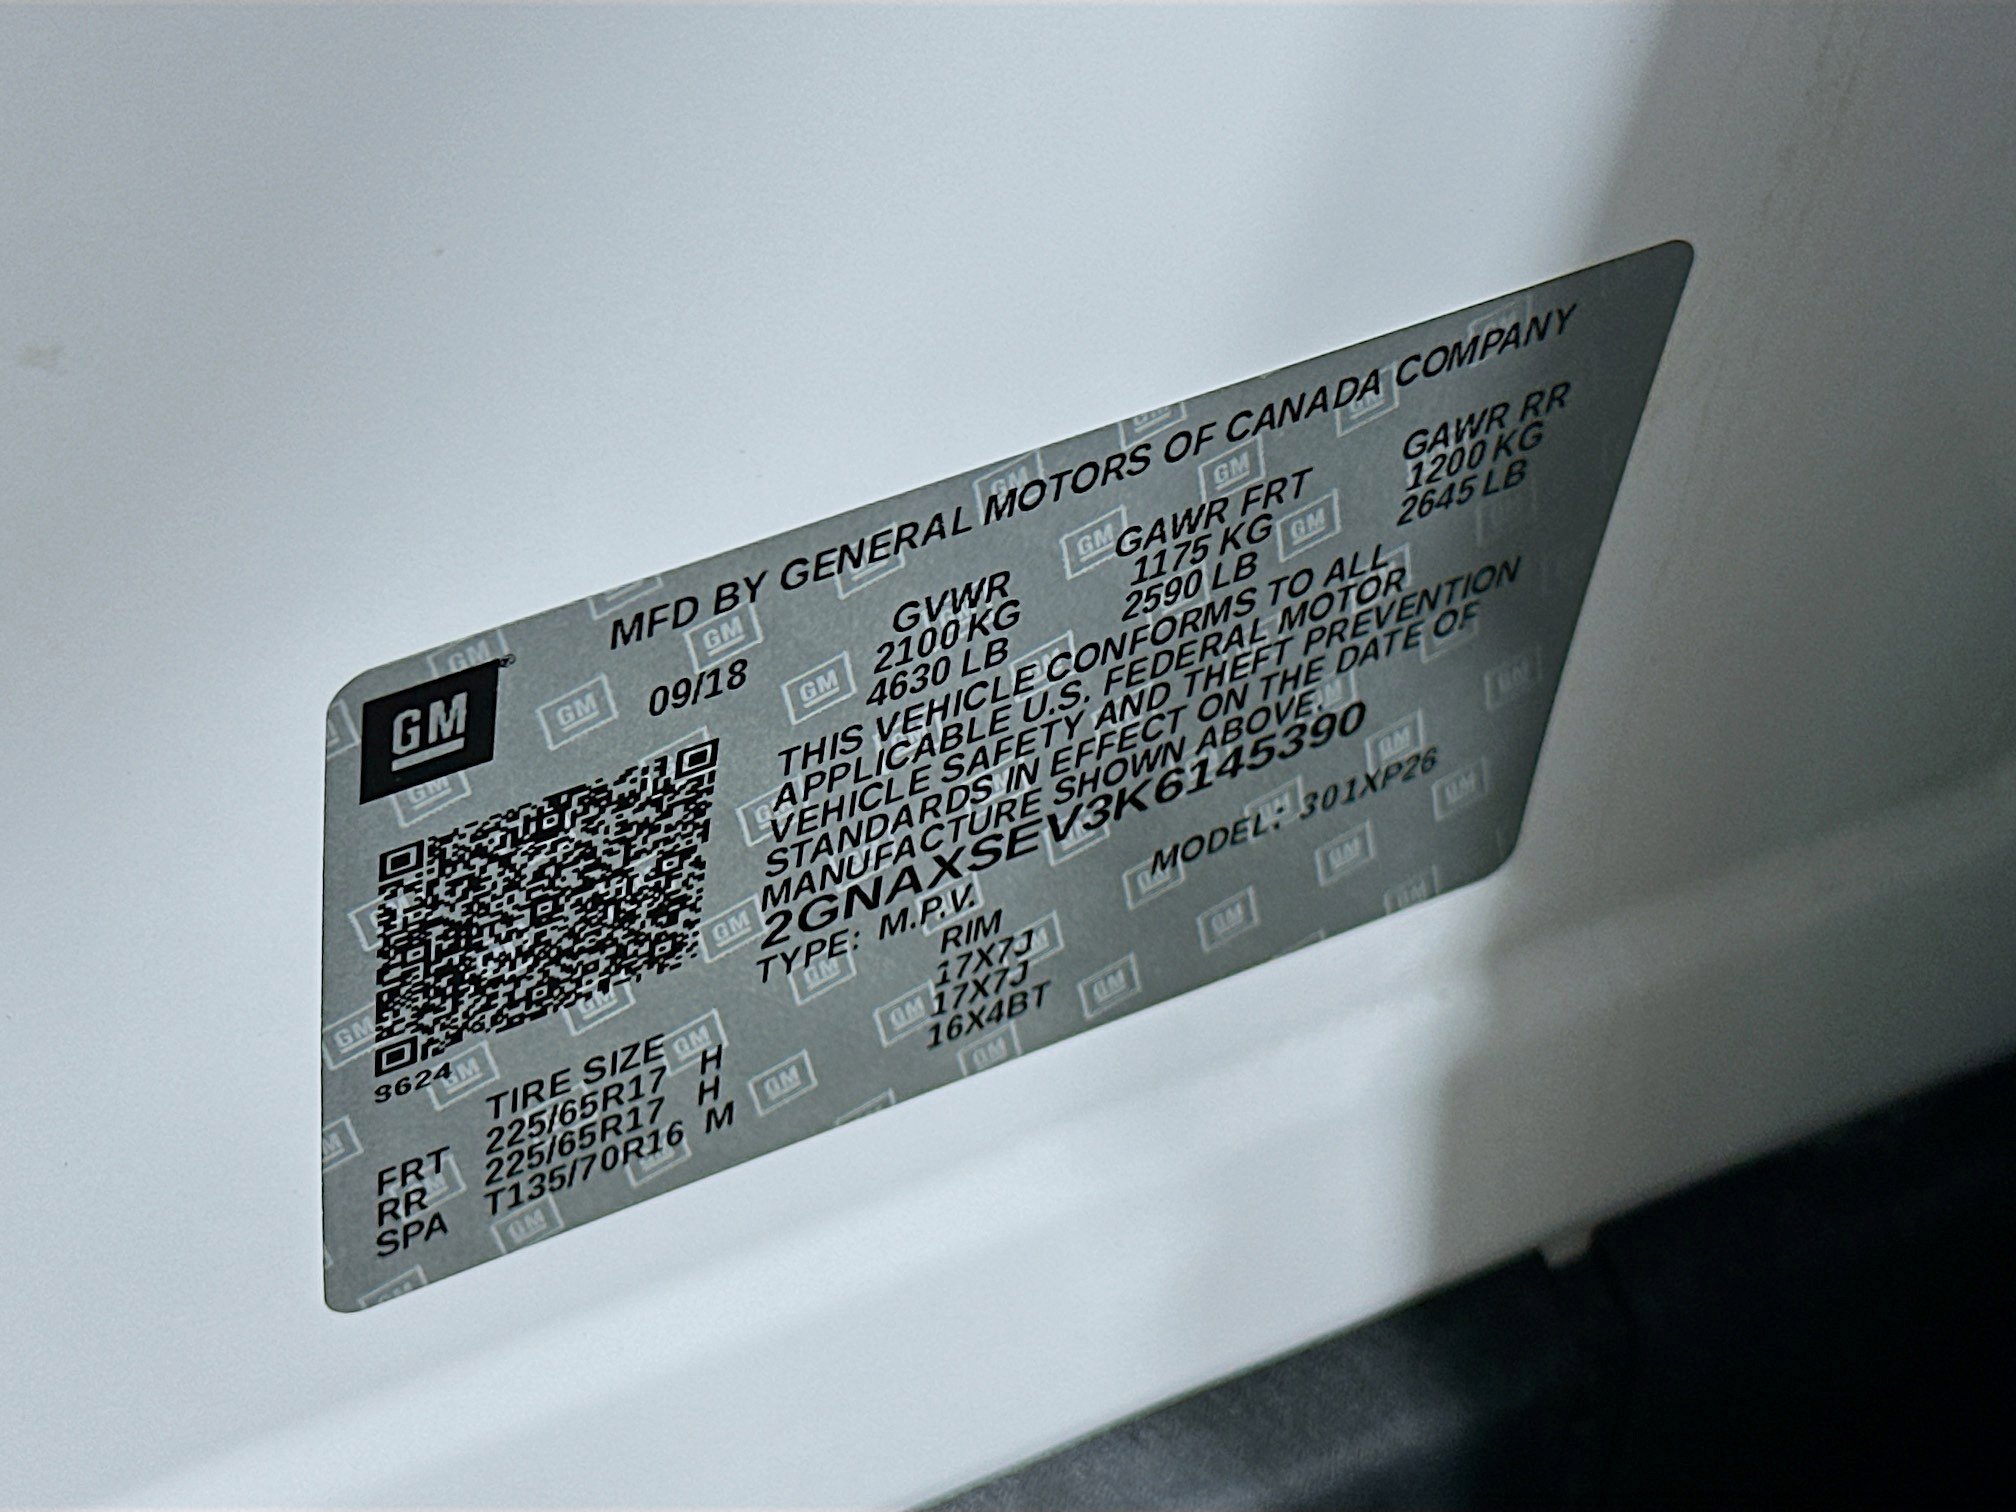 MFD BY GENERAL MOTORS OF CANADA COMPANY
GM
09/18
GVWR GAWR FRT GAWR RR
2100 KG 1175 KG 1200 KG
4630 LB 2590 LB 2645 LB
THIS VEHICLE CONFORMS TO ALL
APPLICABLE U.S. FEDERAL MOTOR
VEHICLE SAFETY AND THEFT PREVENTION
STANDARDS IN EFFECT ON THE DATE OF
MANUFACTURE SHOWN ABOVE.
2GNAXSEV3K6145390
TYPE: M.P.V. MODEL: 301XP26
9624
TIRE SIZE RIM
FRT 225/65R17 H 17X7J
RR 225/65R17 H 17X7J
SPA T135/70R16 M 16X4BT